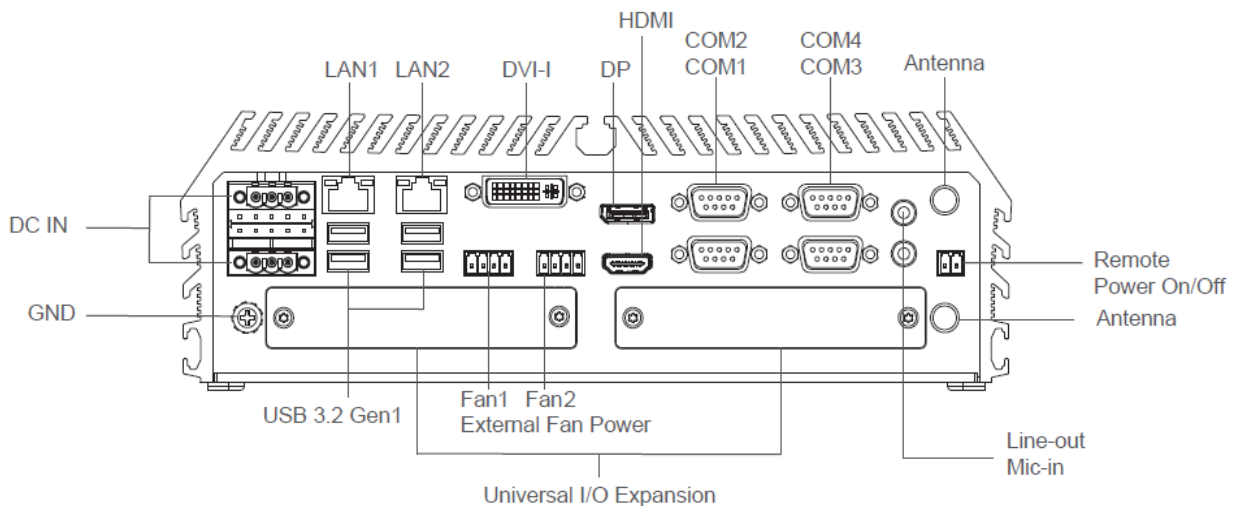 HDMI
COM2
COM1
COM4
COM3
LAN1
LAN2
DVI-I
DP
Antenna
DC IN
GND
Remote
Power On/Off
Antenna
USB 3.2 Gen1
Fan1
Fan2
External Fan Power
Line-out
Mic-in
Universal I/O Expansion